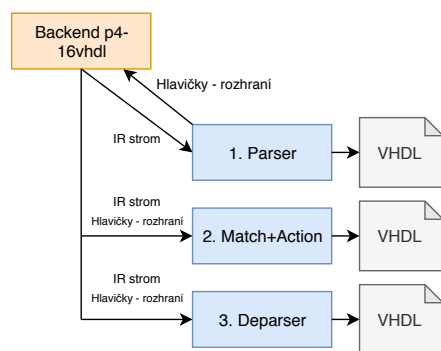 Backend p4-
16vhdl
Hlavičky - rozhraní
IR strom
1. Parser
VHDL
IR strom
Hlavičky - rozhraní
2. Match+Action
VHDL
IR strom
Hlavičky - rozhraní
3. Deparser
VHDL